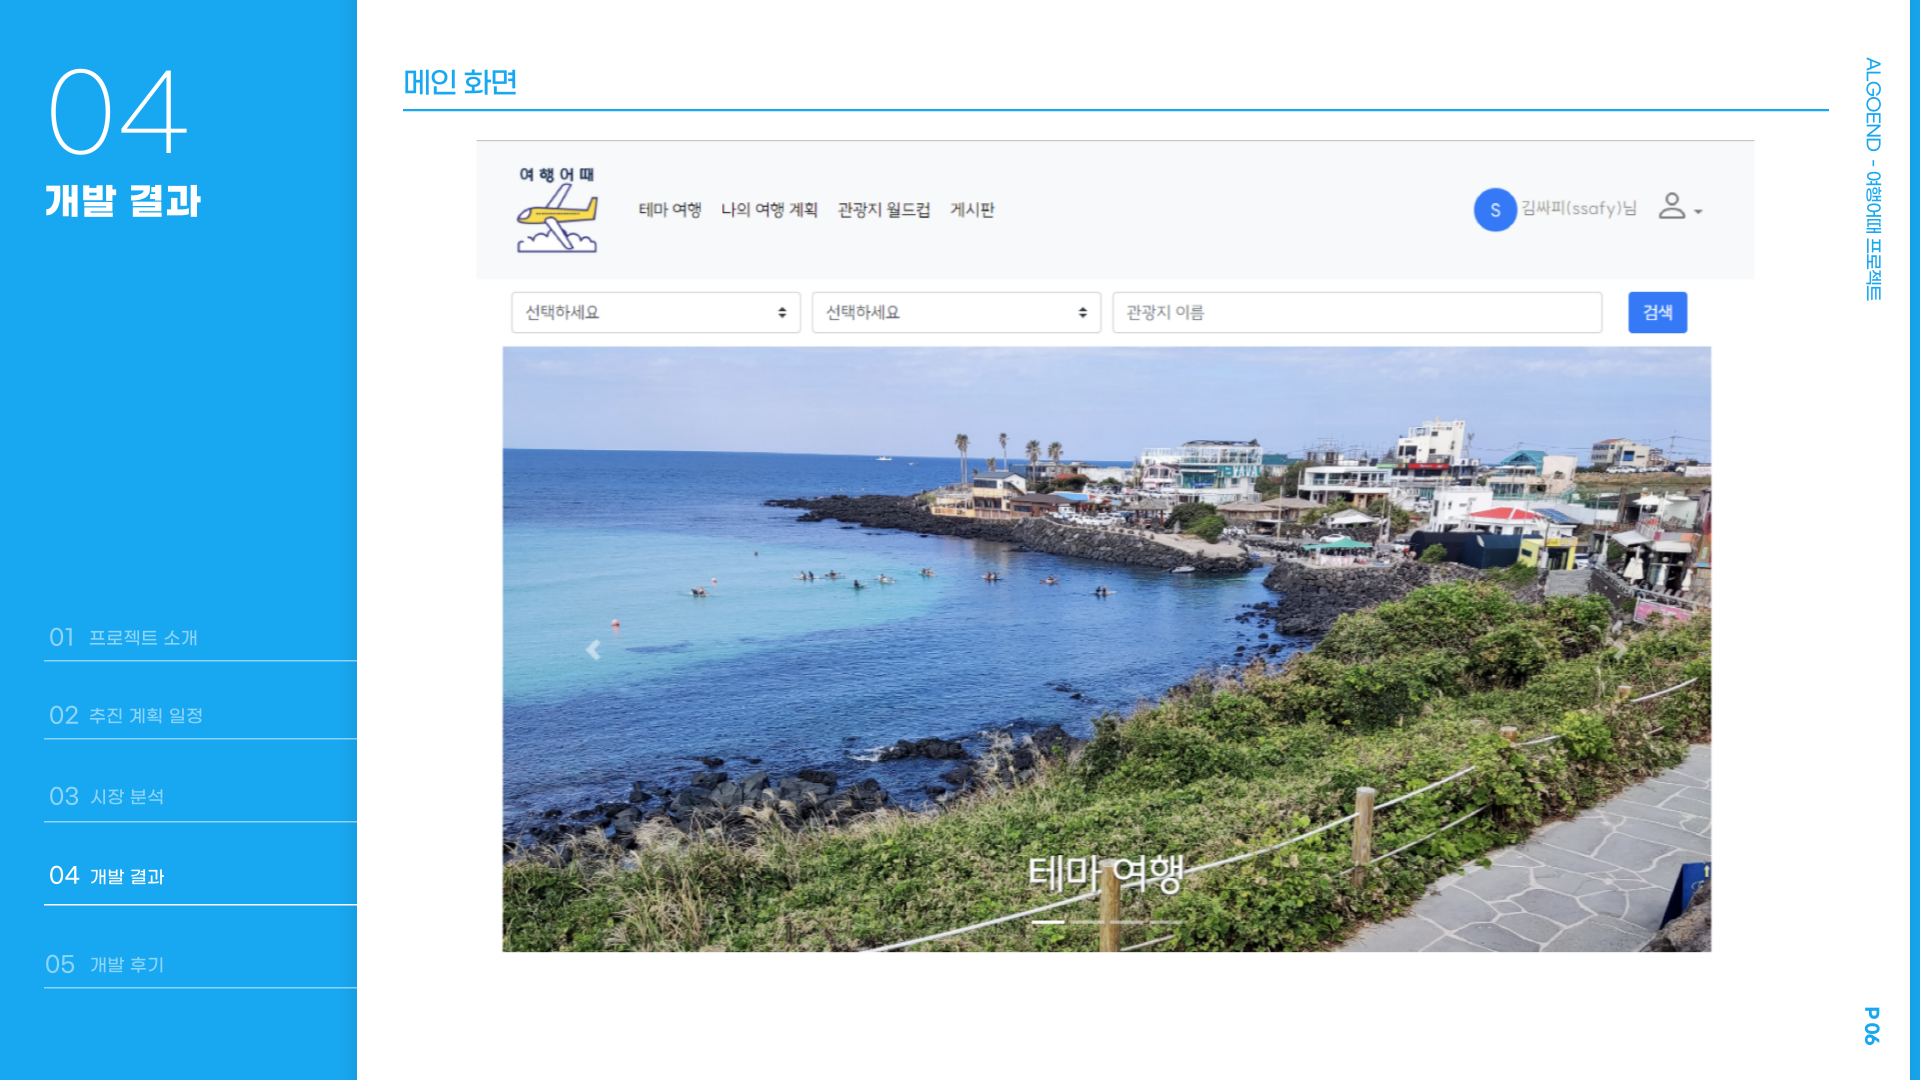 04
개발 결과
01 프로젝트 소개
02 추진 계획 일정
03 시장 분석
04 개발 결과
05 개발 후기
메인 화면
여행어때
테마 여행 나의 여행 계획 관광지 월드컵 게시판
S 김싸피(ssafy)님
선택하세요 선택하세요 관광지 이름 검색
테마 여행
ALGOEND - 여행어때 프로젝트
P 06